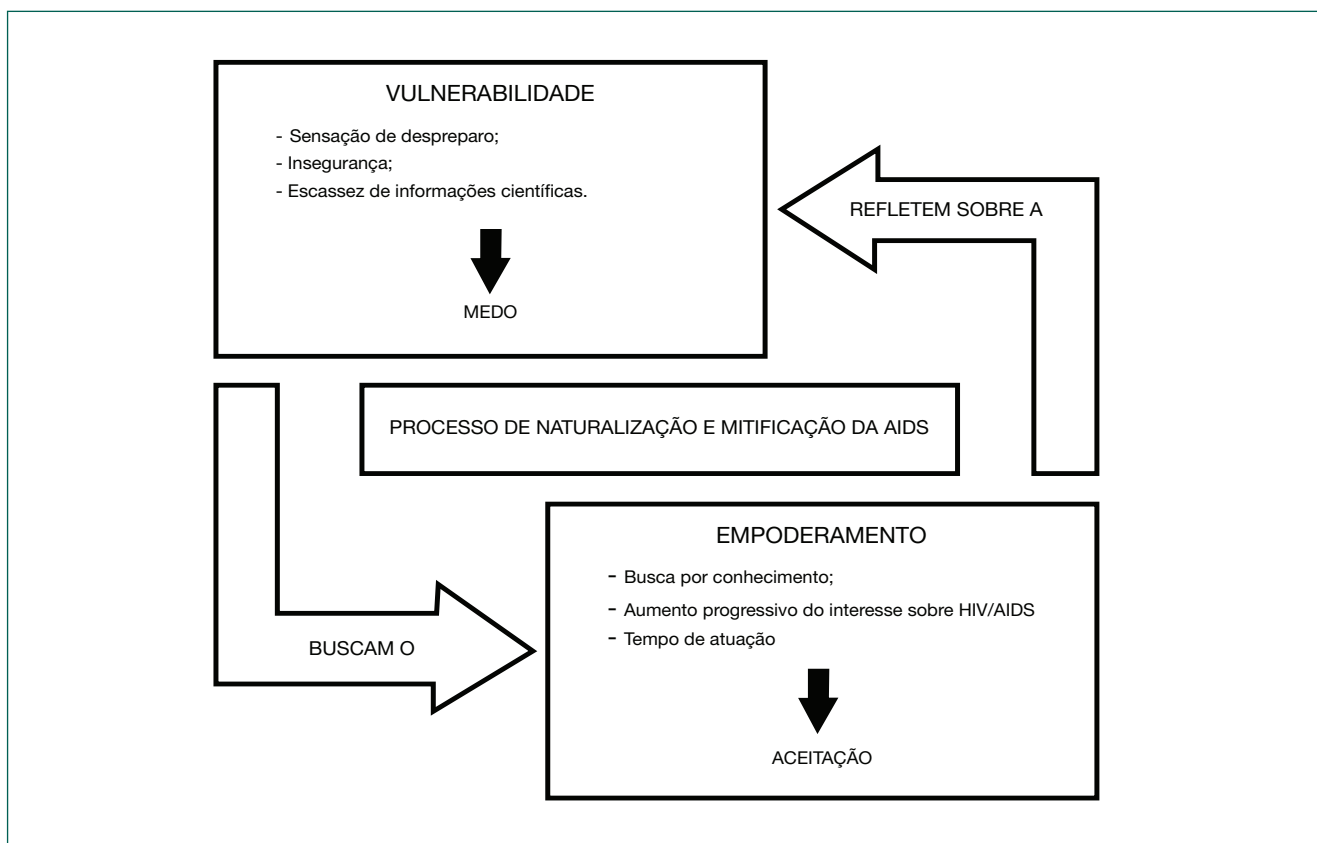 VULNERABILIDADE
- Sensação de despreparo;
- Insegurança;
- Escassez de informações científicas.
MEDO
REFLETEM SOBRE A
PROCESSO DE NATURALIZAÇÃO E MITIFICAÇÃO DA AIDS
BUSCAM O
EMPODERAMENTO
- Busca por conhecimento;
- Aumento progressivo do interesse sobre HIV/AIDS
- Tempo de atuação
ACEITAÇÃO